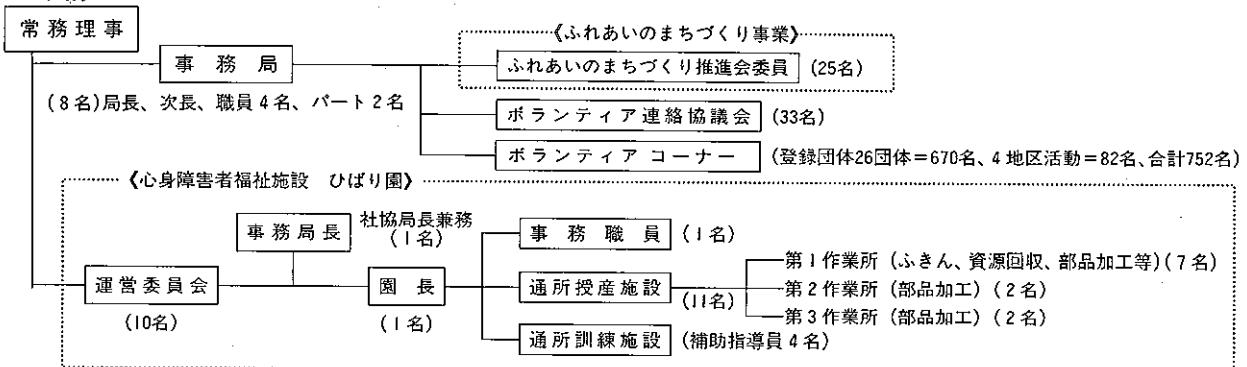 常務理事
《ふれあいのまちづくり事業》
事務局
ふれあいのまちづくり推進会委員 (25名)
(8名)局長、次長、職員4名、パート2名
ボランティア連絡協議会 (33名)
ボランティア コーナー (登録団体26団体=670名、4地区活動=82名、合計752名)
《心身障害者福祉施設 ひばり園》
事務局長 社協局長兼務
(1名)
事務職員 (1名)
運営委員会
(10名)
園長
(1名)
通所授産施設 (11名)
第1作業所 (ふきん、資源回収、部品加工等) (7名)
第2作業所 (部品加工) (2名)
第3作業所 (部品加工) (2名)
通所訓練施設 (補助指導員4名)